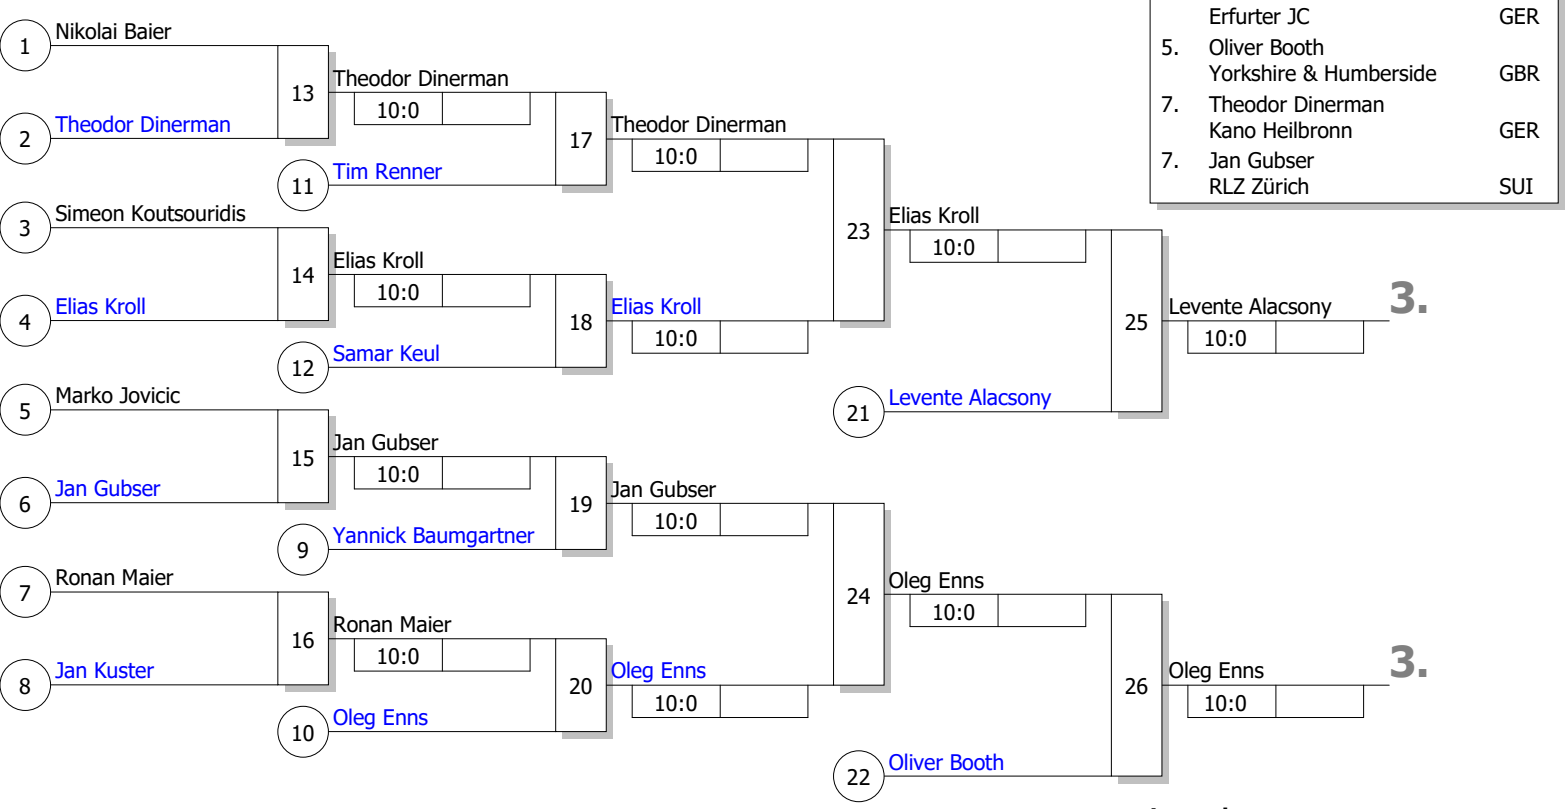 Erfurter JC GER
5. Oliver Booth
Yorkshire & Humberside GBR
7. Theodor Dinerman
Kano Heilbronn GER
7. Jan Gubser
RLZ Zürich SUI
1 Nikolai Baier
13 Theodor Dinerman
10:0
2 Theodor Dinerman
17 Theodor Dinerman
10:0
11 Tim Renner
3 Simeon Koutsouridis
23 Elias Kroll
10:0
14 Elias Kroll
10:0
4 Elias Kroll
18 Elias Kroll
10:0
12 Samar Keul
25 Levente Alacsony 3.
10:0
5 Marko Jovicic
21 Levente Alacsony
15 Jan Gubser
10:0
6 Jan Gubser
19 Jan Gubser
10:0
9 Yannick Baumgartner
7 Ronan Maier
24 Oleg Enns
10:0
16 Ronan Maier
10:0
8 Jan Kuster
20 Oleg Enns
10:0
26 Oleg Enns 3.
10:0
10 Oleg Enns
22 Oliver Booth